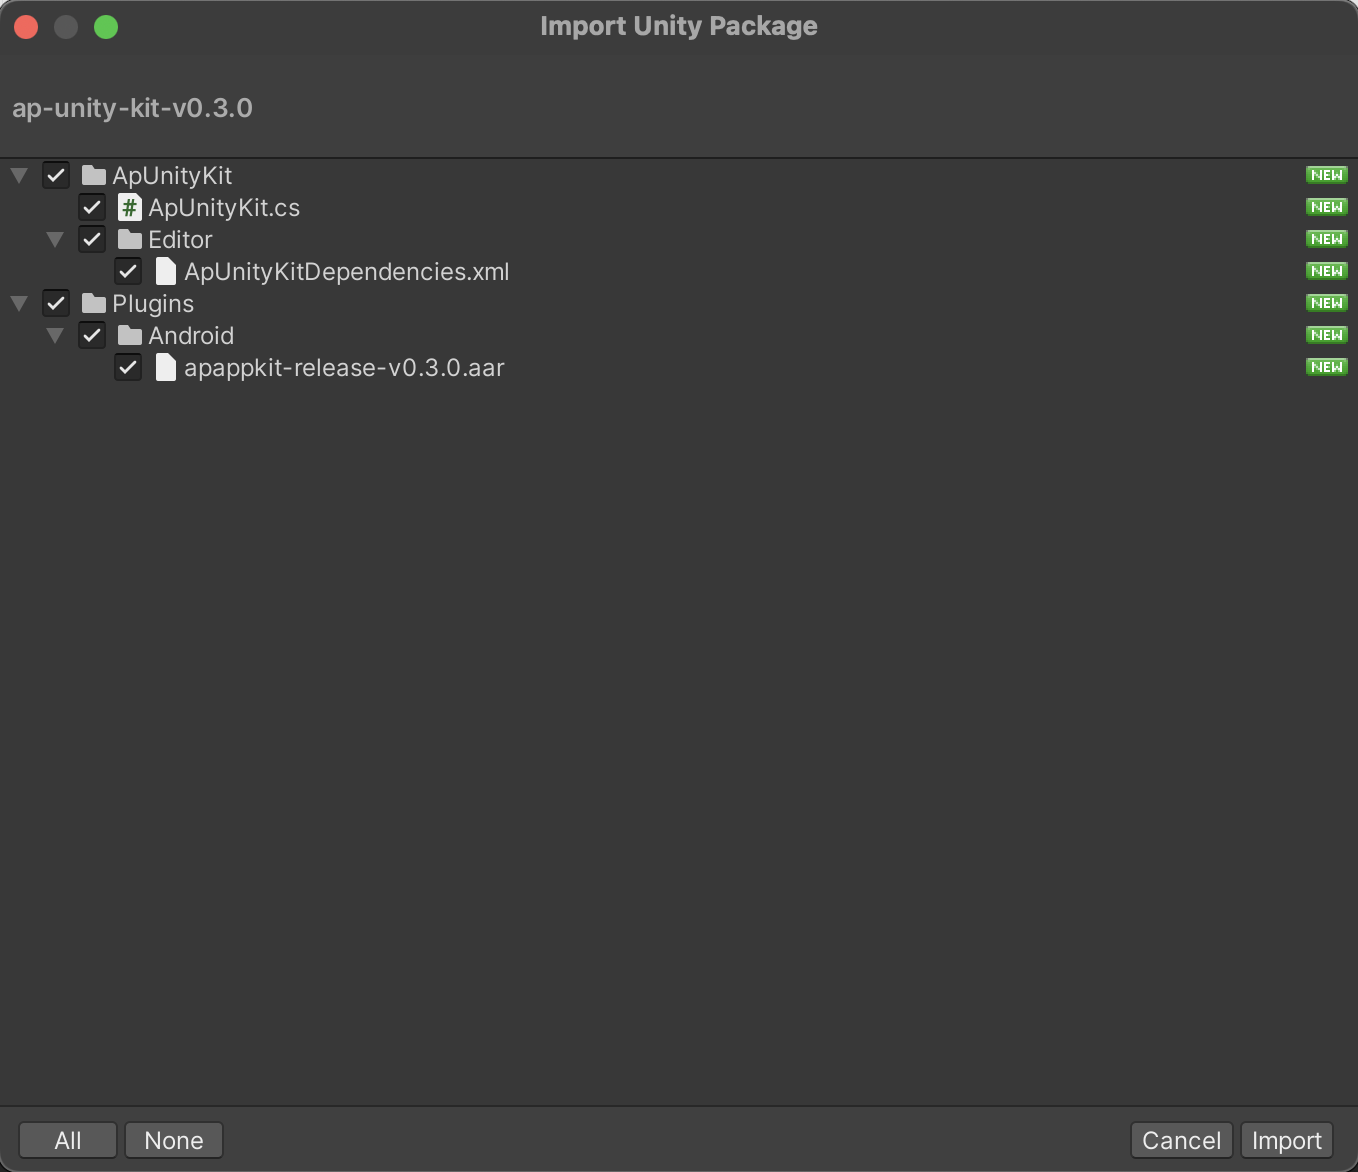 Import Unity Package
ap-unity-kit-v0.3.0
ApUnityKit NEW
# ApUnityKit.cs NEW
Editor NEW
ApUnityKitDependencies.xml NEW
Plugins NEW
Android NEW
apappkit-release-v0.3.0.aar NEW
All None Cancel Import